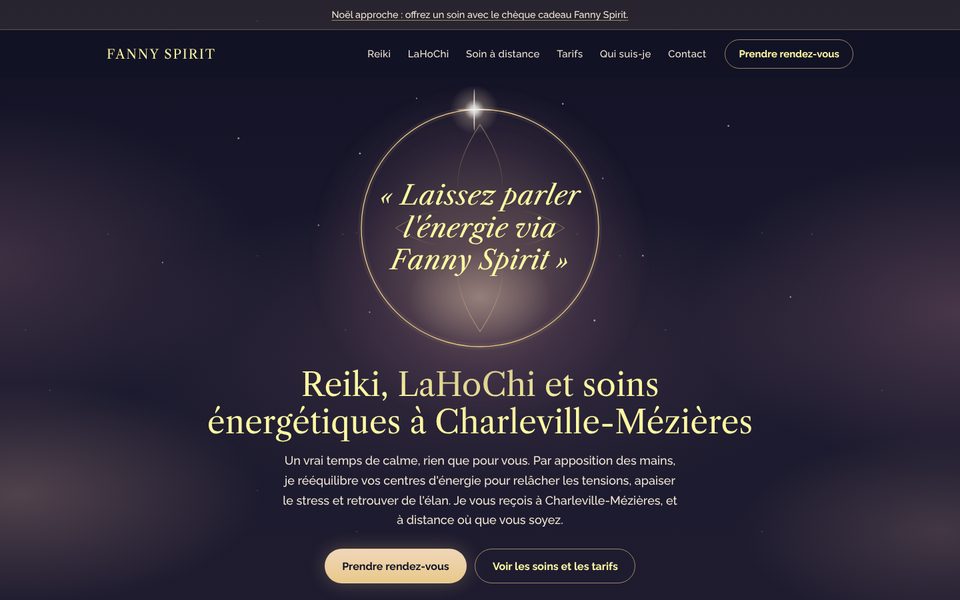 Noël approche : offrez un soin avec le chèque cadeau Fanny Spirit.
FANNY SPIRIT
Reiki
LaHoChi
Soin à distance
Tarifs
Qui suis-je
Contact
Prendre rendez-vous
« Laissez parler
l'énergie via
Fanny Spirit »
Reiki, LaHoChi et soins
énergétiques à Charleville-Mézières
Un vrai temps de calme, rien que pour vous. Par apposition des mains,
je rééquilibre vos centres d'énergie pour relâcher les tensions, apaiser
le stress et retrouver de l'élan. Je vous reçois à Charleville-Mézières, et
à distance où que vous soyez.
Prendre rendez-vous
Voir les soins et les tarifs